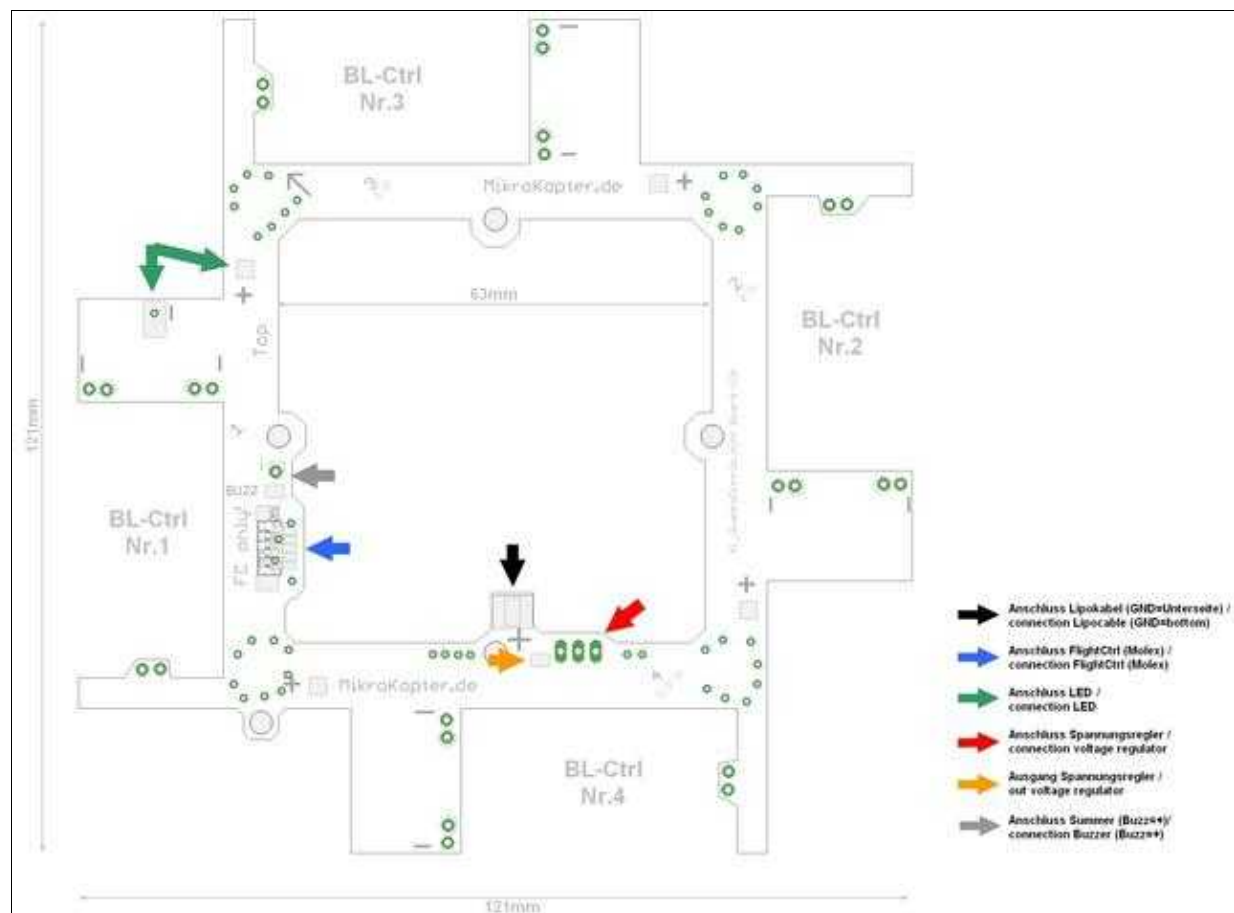 BL-Ctrl
Nr.3
MikroKopter.de
63mm
BL-Ctrl
Nr.2
121mm
Top
BUZZ
FC only!
BL-Ctrl
Nr.1
MikroKopter.de
BL-Ctrl
Nr.4
121mm
Anschluss Lipokabel (GND=Unterseite) /
connection Lipocable (GND=bottom)
Anschluss FlightCtrl (Molex) /
connection FlightCtrl (Molex)
Anschluss LED /
connection LED
Anschluss Spannungsregler /
connection voltage regulator
Ausgang Spannungsregler /
out voltage regulator
Anschluss Summer (Buzz=+)/
connection Buzzer (Buzz=+)